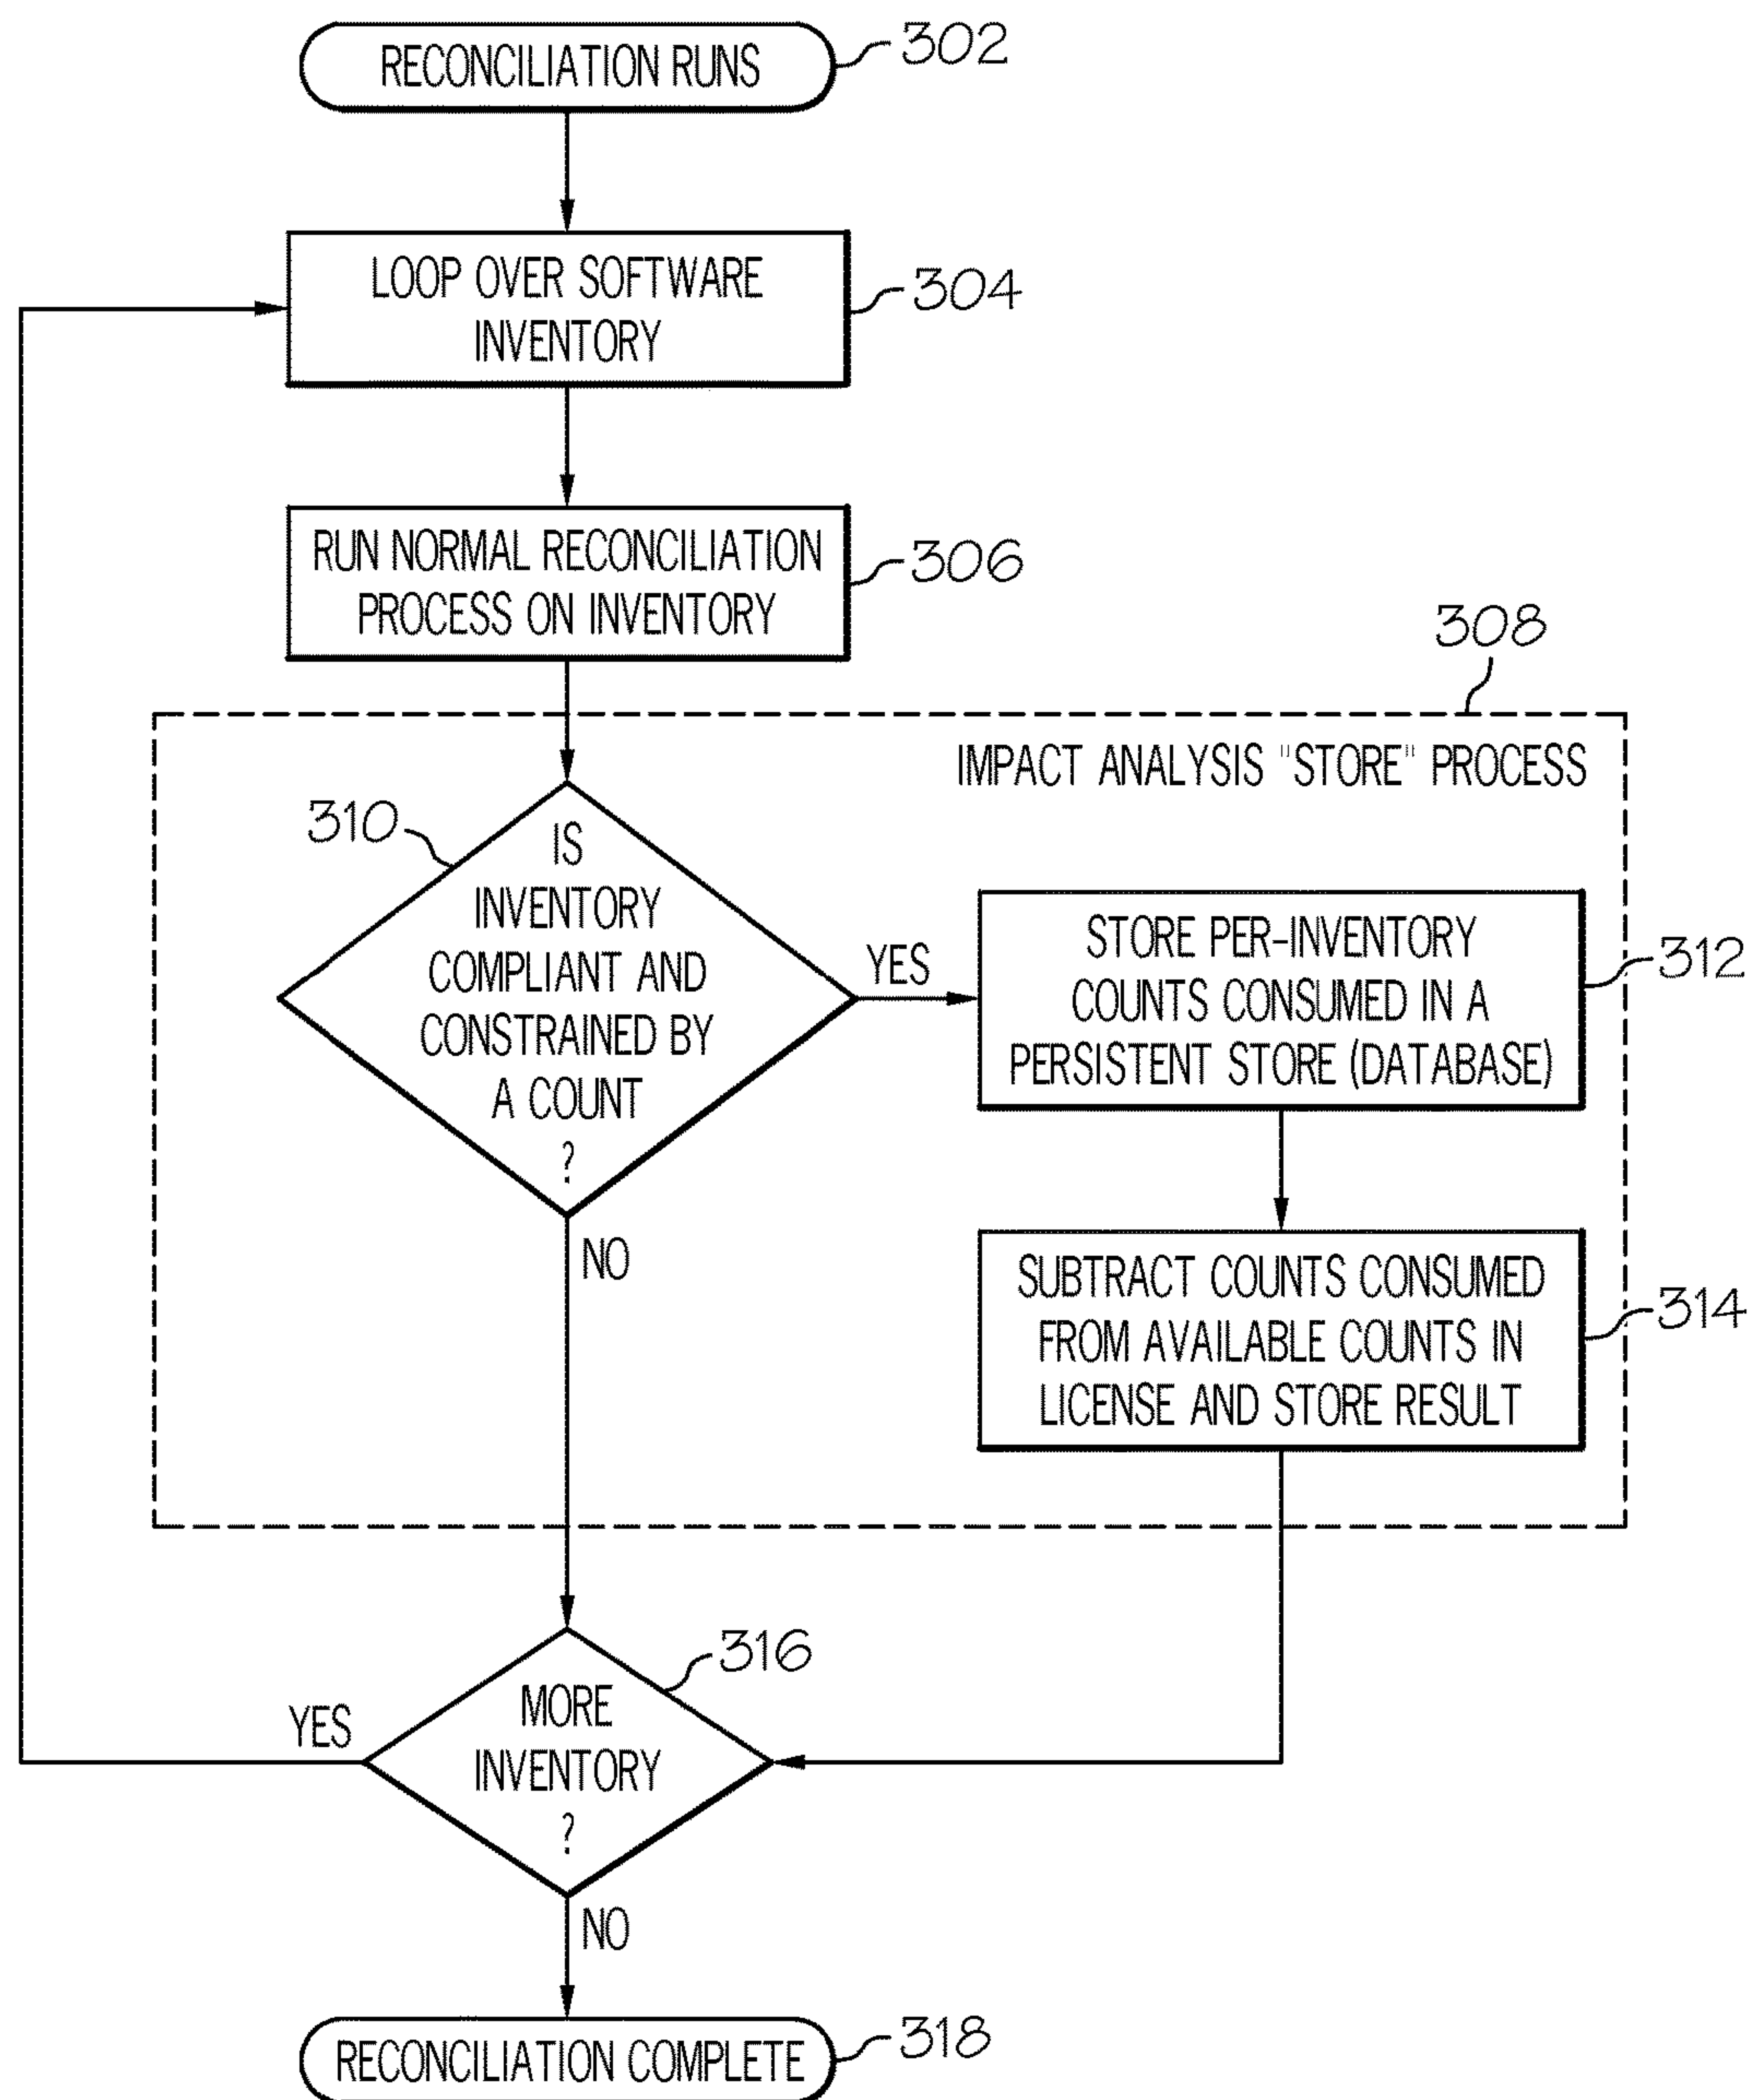 RECONCILIATION RUNS
302
LOOP OVER SOFTWARE
INVENTORY
304
RUN NORMAL RECONCILIATION
PROCESS ON INVENTORY
306
308
IMPACT ANALYSIS "STORE" PROCESS
310
IS
INVENTORY
COMPLIANT AND
CONSTRAINED BY
A COUNT
?
YES
STORE PER-INVENTORY
COUNTS CONSUMED IN A
PERSISTENT STORE (DATABASE)
312
NO
SUBTRACT COUNTS CONSUMED
FROM AVAILABLE COUNTS IN
LICENSE AND STORE RESULT
314
316
YES
MORE
INVENTORY
?
NO
RECONCILIATION COMPLETE
318